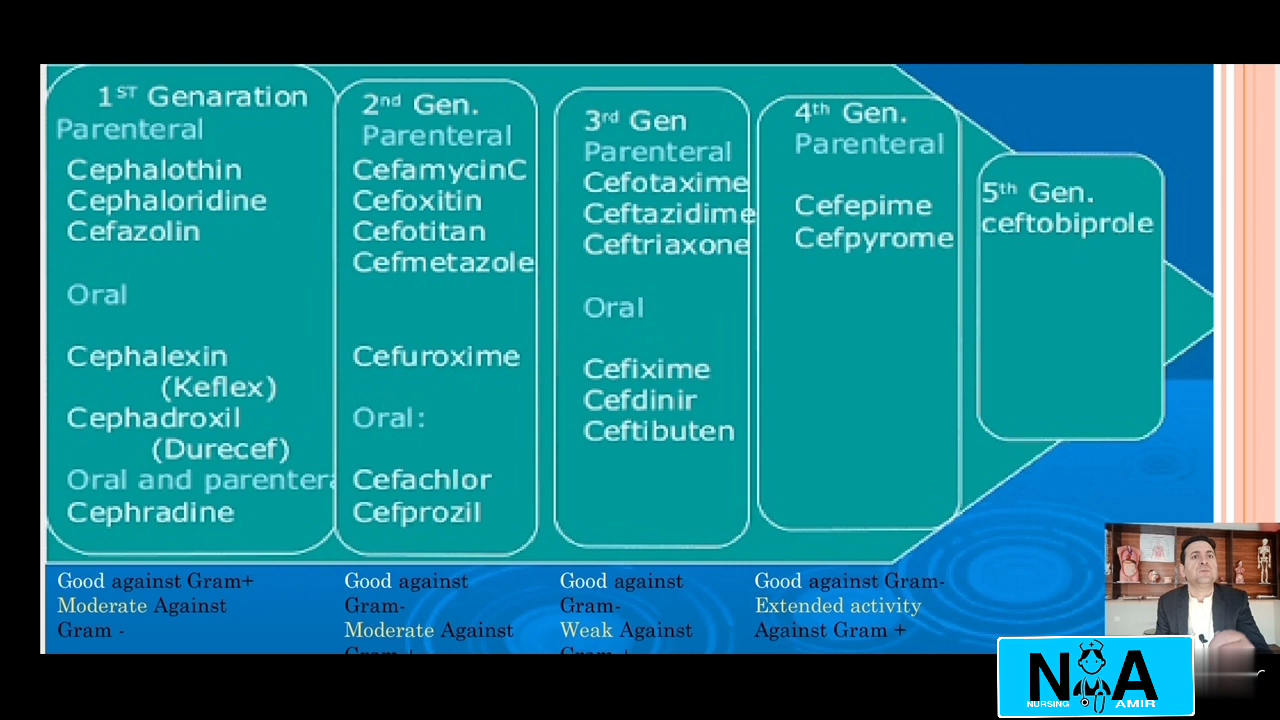 1ST Genaration
Parenteral
Cephalothin
Cephaloridine
Cefazolin
Oral
Cephalexin
(Keflex)
Cephadroxil
(Durecef)
Oral and parentera
Cephradine
Good against Gram+
Moderate Against
Gram -
2nd Gen.
Parenteral
CefamycinC
Cefoxitin
Cefotitan
Cefmetazole
Cefuroxime
Oral:
Cefachlor
Cefprozil
Good against
Gram-
Moderate Against
Gram +
3rd Gen
Parenteral
Cefotaxime
Ceftazidime
Ceftriaxone
Oral
Cefixime
Cefdinir
Ceftibuten
Good against
Gram-
Weak Against
Gram +
4th Gen.
Parenteral
Cefepime
Cefpyrome
Good against Gram-
Extended activity
Against Gram +
5th Gen.
ceftobiprole
N A
NURSING AMIR